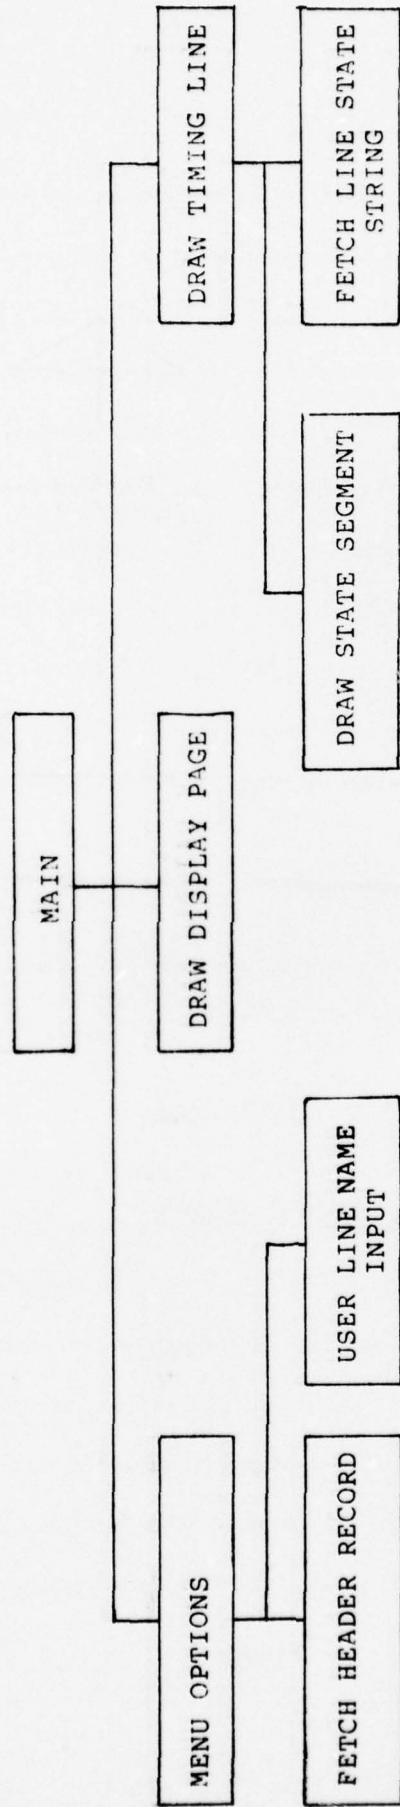 MAIN
MENU OPTIONS
DRAW DISPLAY PAGE
DRAW TIMING LINE
FETCH HEADER RECORD
USER LINE NAME
INPUT
DRAW STATE SEGMENT
FETCH LINE STATE
STRING